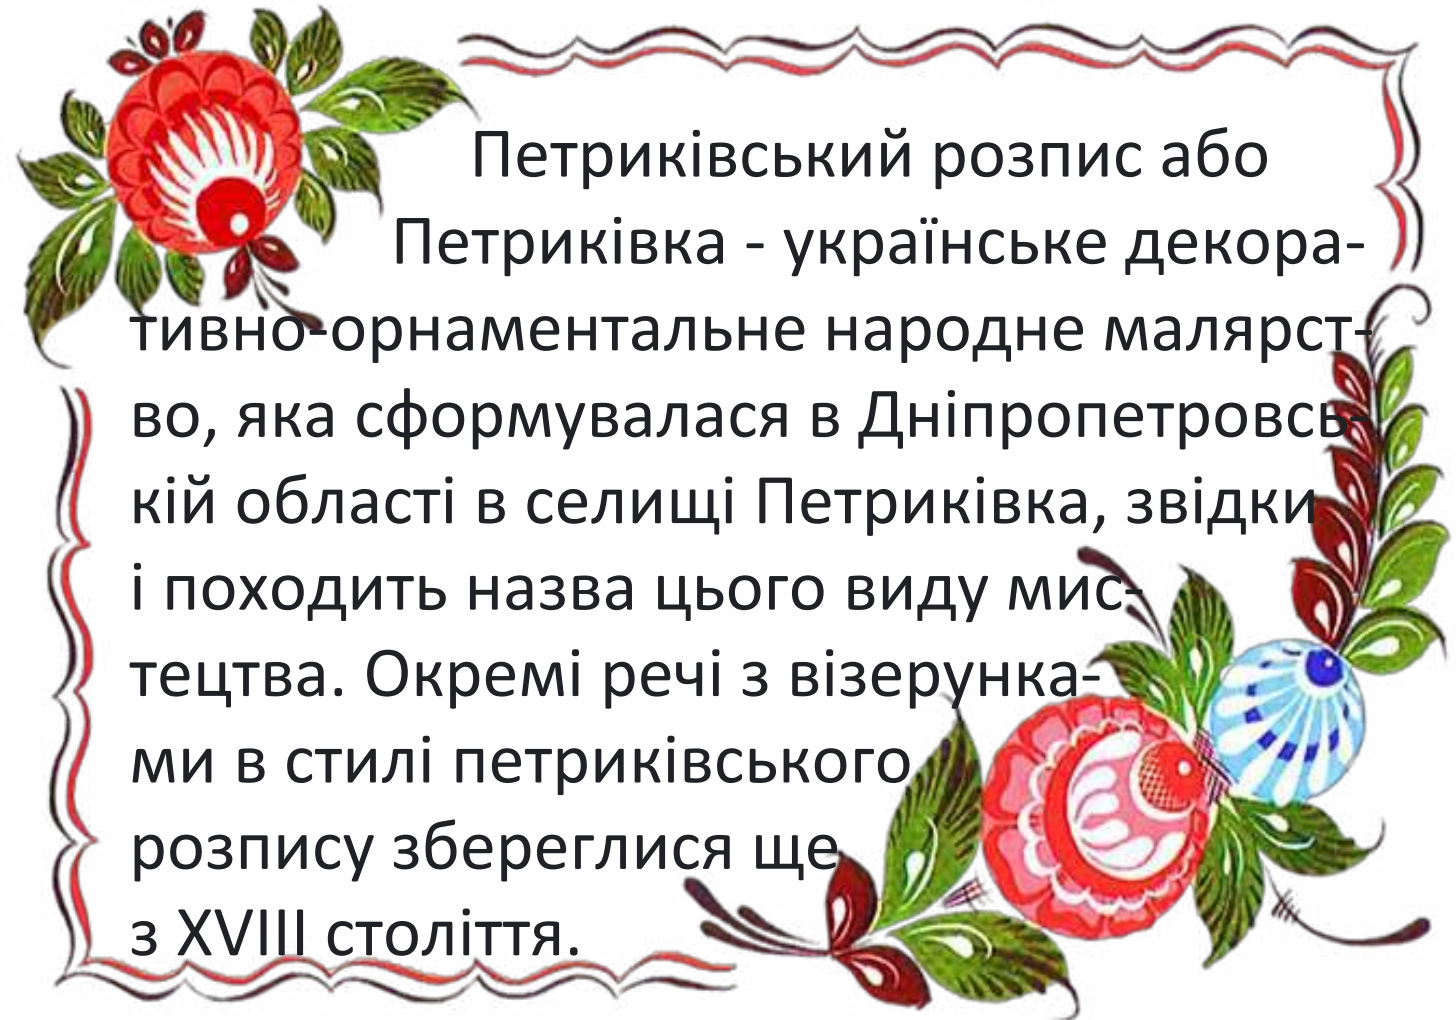 Петриківський розпис або
Петриківка - українське декора-
тивно-орнаментальне народне малярст-
во, яка сформувалася в Дніпропетровсь-
кій області в селищі Петриківка, звідки
і походить назва цього виду мис-
тецтва. Окремі речі з візерунка-
ми в стилі петриківського
розпису збереглися ще
з XVIII століття.